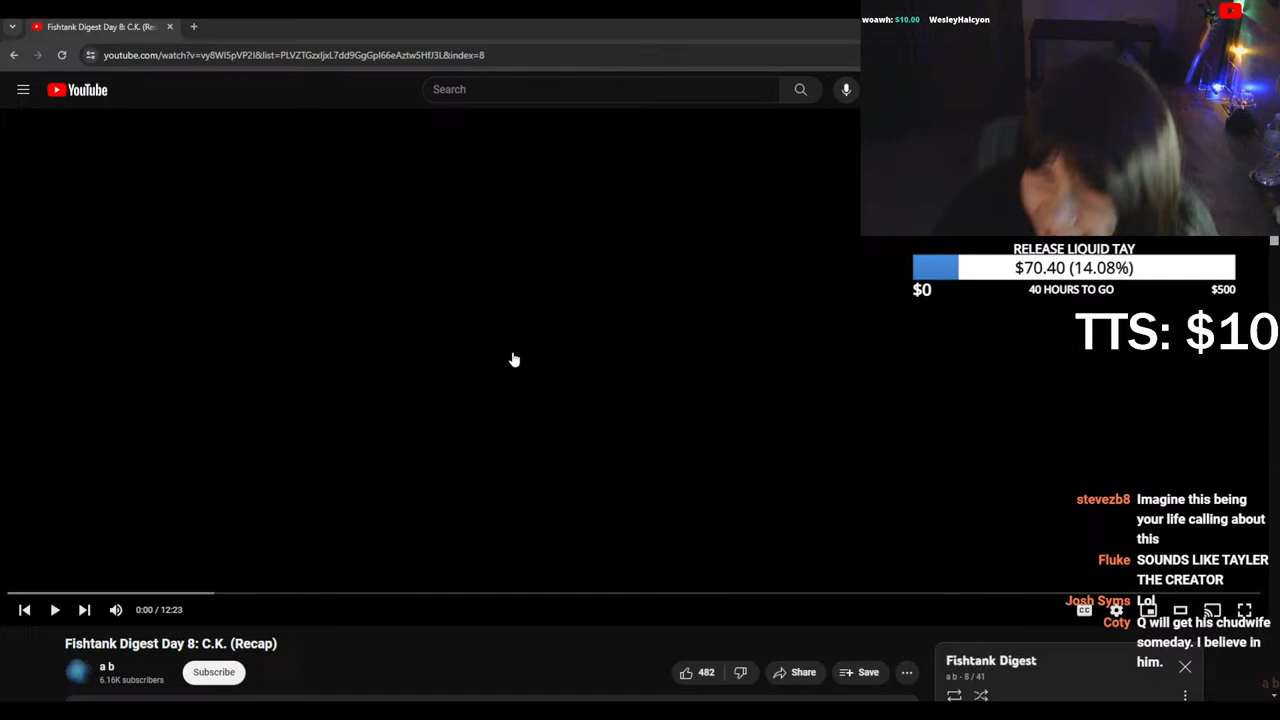 Fishtank Digest Day 8: C.K. (Rec
woawh: $10.00 WesleyHalcyon
youtube.com/watch?v=vy8WI5pVP2I&list=PLVZTGzxljxL7dd9GgGpl66eAztw5HfJ3L&index=8
YouTube
Search
RELEASE LIQUID TAY
$70.40 (14.08%)
$0 40 HOURS TO GO $500
TTS: $10
stevezb8 Imagine this being
your life calling about
this
Fluke SOUNDS LIKE TAYLER
THE CREATOR
Josh Syms Lol
Coty Q will get his chudwife
someday. I believe in
him.
0:00 / 12:23
CC
Fishtank Digest Day 8: C.K. (Recap)
a b
6.16K subscribers
Subscribe
482
Share
Save
Fishtank Digest
a b - 8 / 41
a b